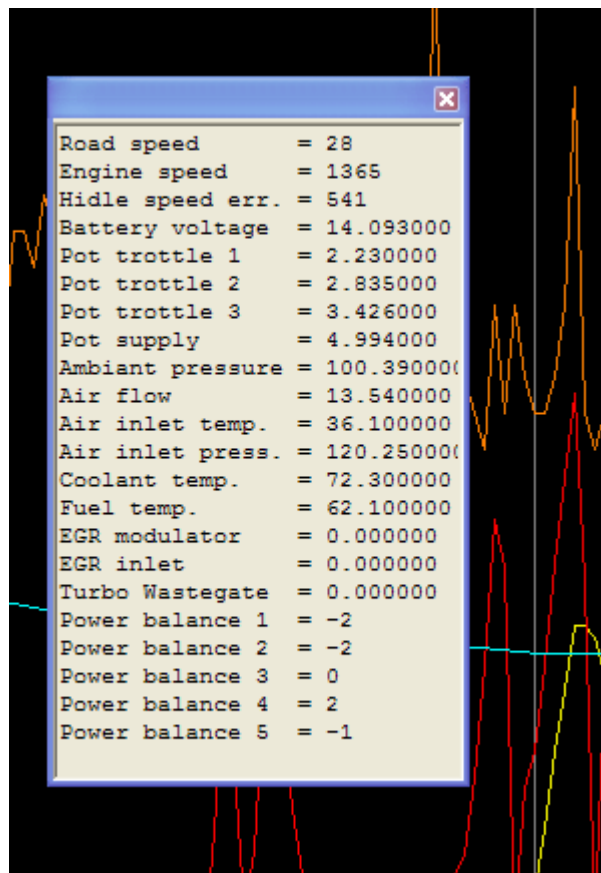 Road speed = 28
Engine speed = 1365
Hidle speed err. = 541
Battery voltage = 14.093000
Pot trottle 1 = 2.230000
Pot trottle 2 = 2.835000
Pot trottle 3 = 3.426000
Pot supply = 4.994000
Ambiant pressure = 100.390000
Air flow = 13.540000
Air inlet temp. = 36.100000
Air inlet press. = 120.250000
Coolant temp. = 72.300000
Fuel temp. = 62.100000
EGR modulator = 0.000000
EGR inlet = 0.000000
Turbo Wastegate = 0.000000
Power balance 1 = -2
Power balance 2 = -2
Power balance 3 = 0
Power balance 4 = 2
Power balance 5 = -1